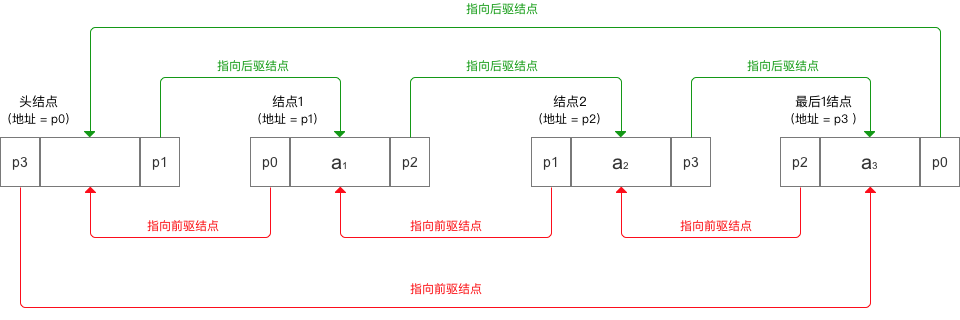 指向后驱结点
指向后驱结点
指向后驱结点
指向后驱结点
头结点
(地址 = p0)
结点1
(地址 = p1)
结点2
(地址 = p2)
最后1结点
(地址 = p3 )
p3
p1
p0
a₁
p2
p1
a₂
p3
p2
a₃
p0
指向前驱结点
指向前驱结点
指向前驱结点
指向前驱结点